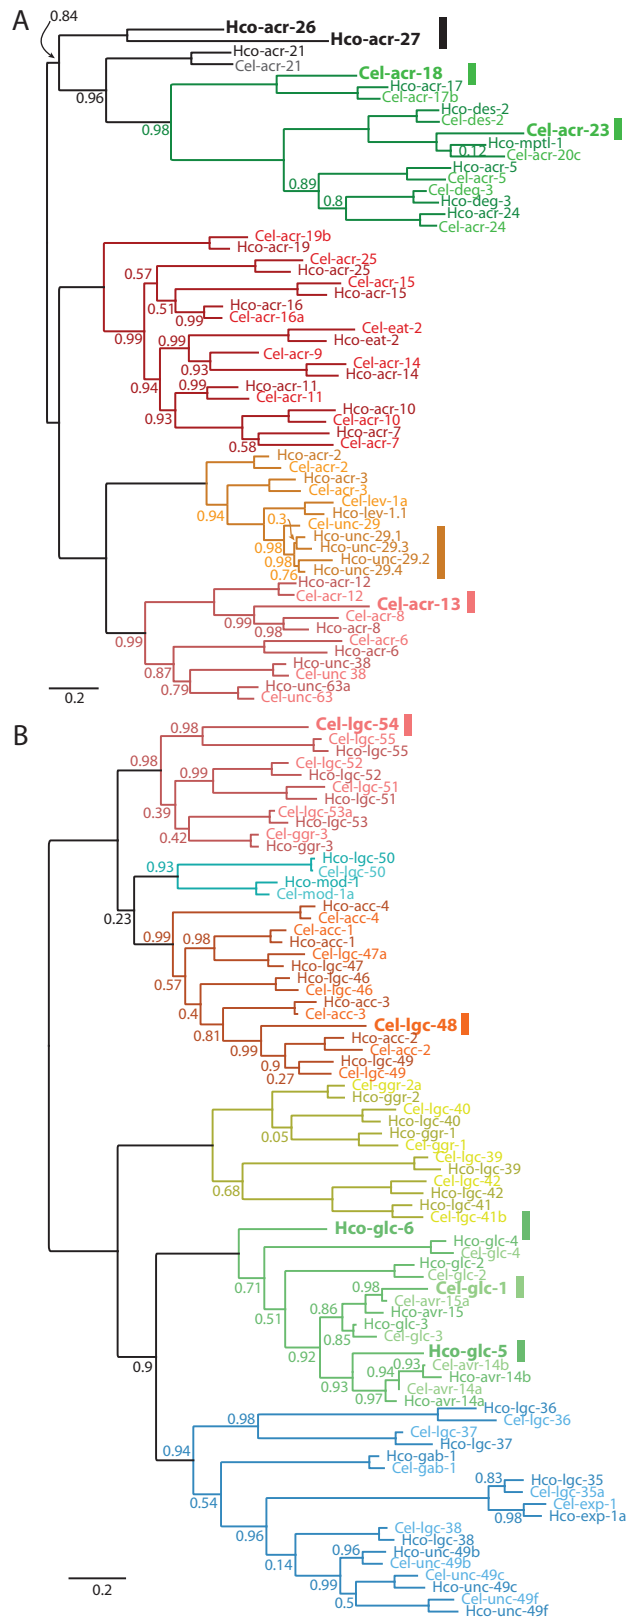 A
0.84
Hco-acr-26
Hco-acr-27
Hco-acr-21
Cel-acr-21
0.96
Cel-acr-18
Hco-acr-17
Cel-acr-17b
0.98
Hco-des-2
Cel-des-2
Cel-acr-23
Hco-mptl-1
0.12
Cel-acr-20c
Hco-acr-5
0.89
Cel-acr-5
Cel-deg-3
0.8
Hco-deg-3
Hco-acr-24
Cel-acr-24
Cel-acr-19b
Hco-acr-19
Cel-acr-25
0.57
Hco-acr-25
Cel-acr-15
Hco-acr-15
0.51
Hco-acr-16
0.99
Cel-acr-16a
Cel-eat-2
0.99
0.99
Hco-eat-2
Cel-acr-9
0.93
Cel-acr-14
Hco-acr-14
0.94
0.99
Hco-acr-11
Cel-acr-11
Hco-acr-10
0.93
Cel-acr-10
Hco-acr-7
0.58
Cel-acr-7
Hco-acr-2
Cel-acr-2
Hco-acr-3
Cel-acr-3
Cel-lev-1a
0.94
Hco-lev-1.1
0.3
Cel-unc-29
Hco-unc-29.1
0.98
Hco-unc-29.3
0.98
Hco-unc-29.2
0.76
Hco-unc-29.4
Hco-acr-12
Cel-acr-12
Cel-acr-13
Cel-acr-8
0.99
0.98
Hco-acr-8
0.99
Cel-acr-6
Hco-acr-6
0.87
Hco-unc-38
Cel-unc 38
0.79
Hco-unc-63a
Cel-unc-63
0.2
B
0.98
Cel-lgc-54
Cel-lgc-55
Hco-lgc-55
0.98
Cel-lgc-52
0.99
Hco-lgc-52
Cel-lgc-51
Hco-lgc-51
0.39
Cel-lgc-53a
Hco-lgc-53
0.42
Cel-ggr-3
Hco-ggr-3
Hco-lgc-50
0.93
Cel-lgc-50
Hco-mod-1
Cel-mod-1a
0.23
Hco-acc-4
Cel-acc-4
0.99
0.98
Cel-acc-1
Hco-acc-1
Cel-lgc-47a
Hco-lgc-47
0.57
Hco-lgc-46
Cel-lgc-46
0.4
Hco-acc-3
Cel-acc-3
Cel-lgc-48
0.81
Hco-acc-2
0.99
Cel-acc-2
0.9
Hco-lgc-49
0.27
Cel-lgc-49
Cel-ggr-2a
Hco-ggr-2
Cel-lgc-40
Hco-lgc-40
0.05
Hco-ggr-1
Cel-ggr-1
Cel-lgc-39
Hco-lgc-39
0.68
Cel-lgc-42
Hco-lgc-42
Hco-lgc-41
Cel-lgc-41b
Hco-glc-6
Hco-glc-4
Cel-glc-4
0.71
Hco-glc-2
Cel-glc-2
0.98
Cel-glc-1
Cel-avr-15a
0.86
Hco-avr-15
0.51
Hco-glc-3
0.85
Cel-glc-3
0.92
Hco-glc-5
0.93
Cel-avr-14b
0.94
Hco-avr-14b
0.93
Cel-avr-14a
0.97
Hco-avr-14a
0.9
Hco-lgc-36
0.98
Cel-lgc-36
Cel-lgc-37
Hco-lgc-37
0.94
Hco-gab-1
Cel-gab-1
0.83
Hco-lgc-35
Cel-lgc-35a
0.54
Cel-exp-1
0.98
Hco-exp-1a
Cel-lgc-38
0.96
Hco-lgc-38
0.96
Hco-unc-49b
0.14
Cel-unc-49b
Cel-unc-49c
0.99
Hco-unc-49c
0.5
Cel-unc-49f
Hco-unc-49f
0.2